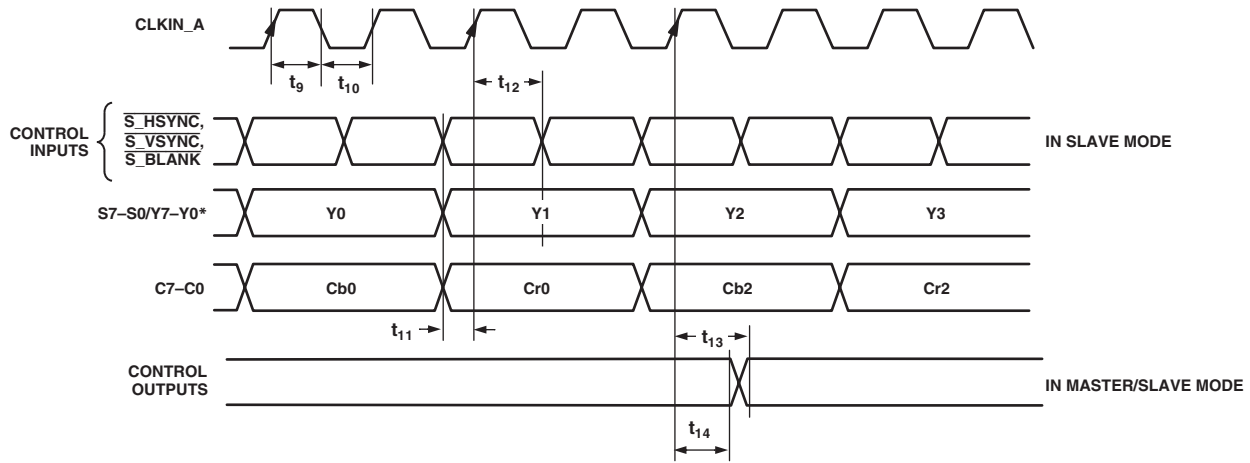 CLKIN_A
t9
t10
t12
CONTROL
INPUTS
S_HSYNC,
S_VSYNC,
S_BLANK
IN SLAVE MODE
S7–S0/Y7–Y0*
Y0
Y1
Y2
Y3
C7–C0
Cb0
Cr0
Cb2
Cr2
t11
t13
CONTROL
OUTPUTS
IN MASTER/SLAVE MODE
t14